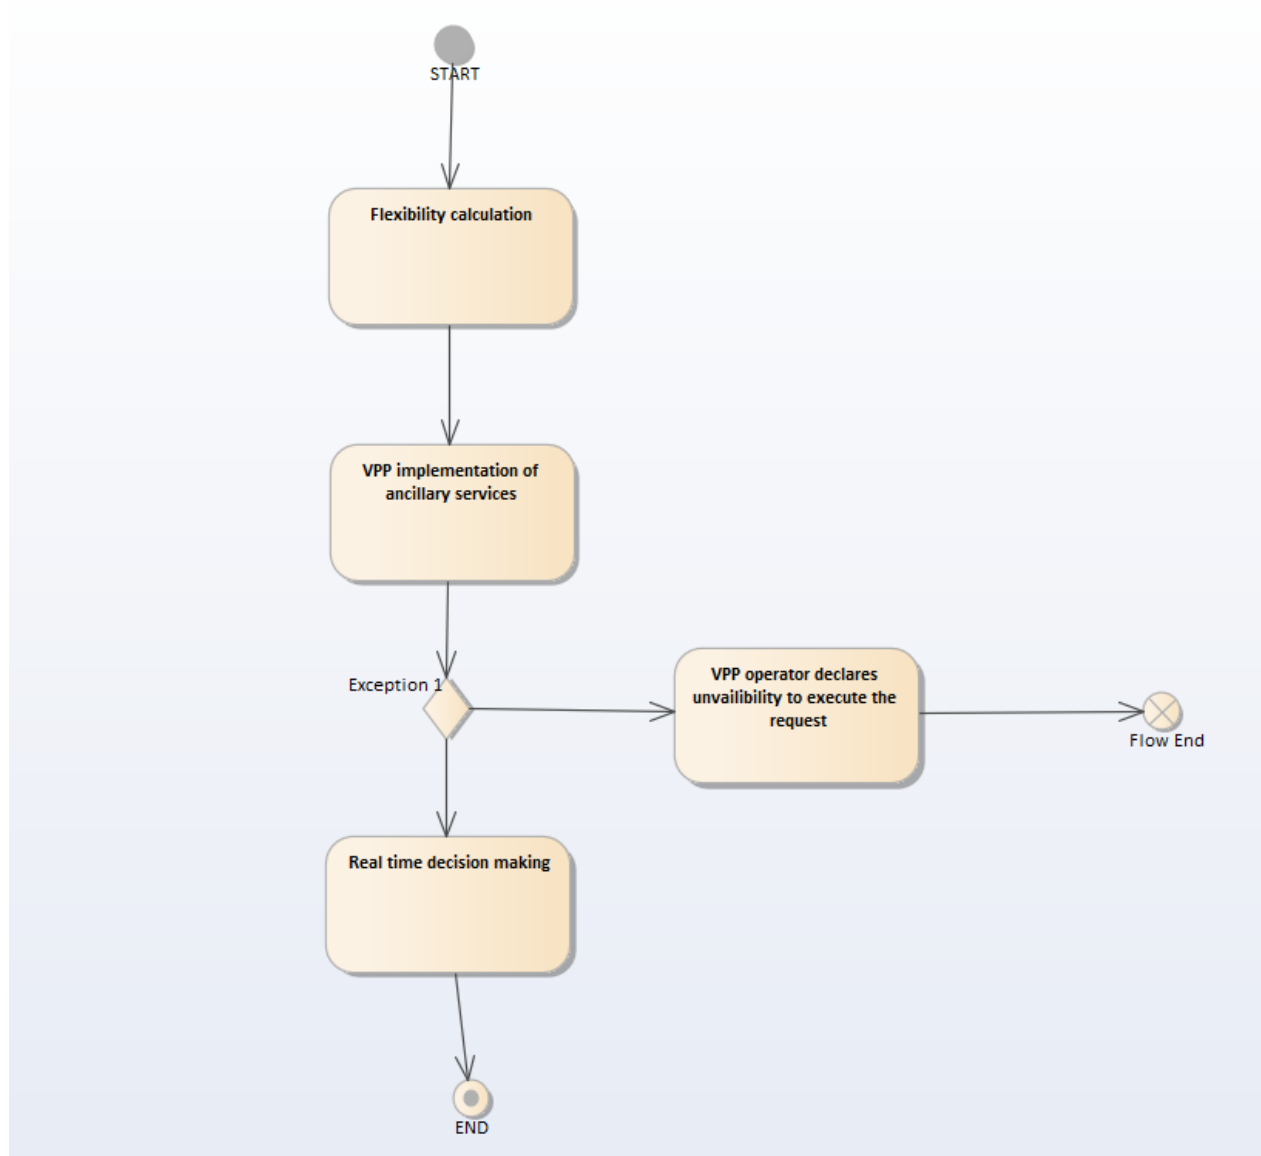 START
Flexibility calculation
VPP implementation of
ancillary services
Exception 1
VPP operator declares
unvailibility to execute the
request
Flow End
Real time decision making
END